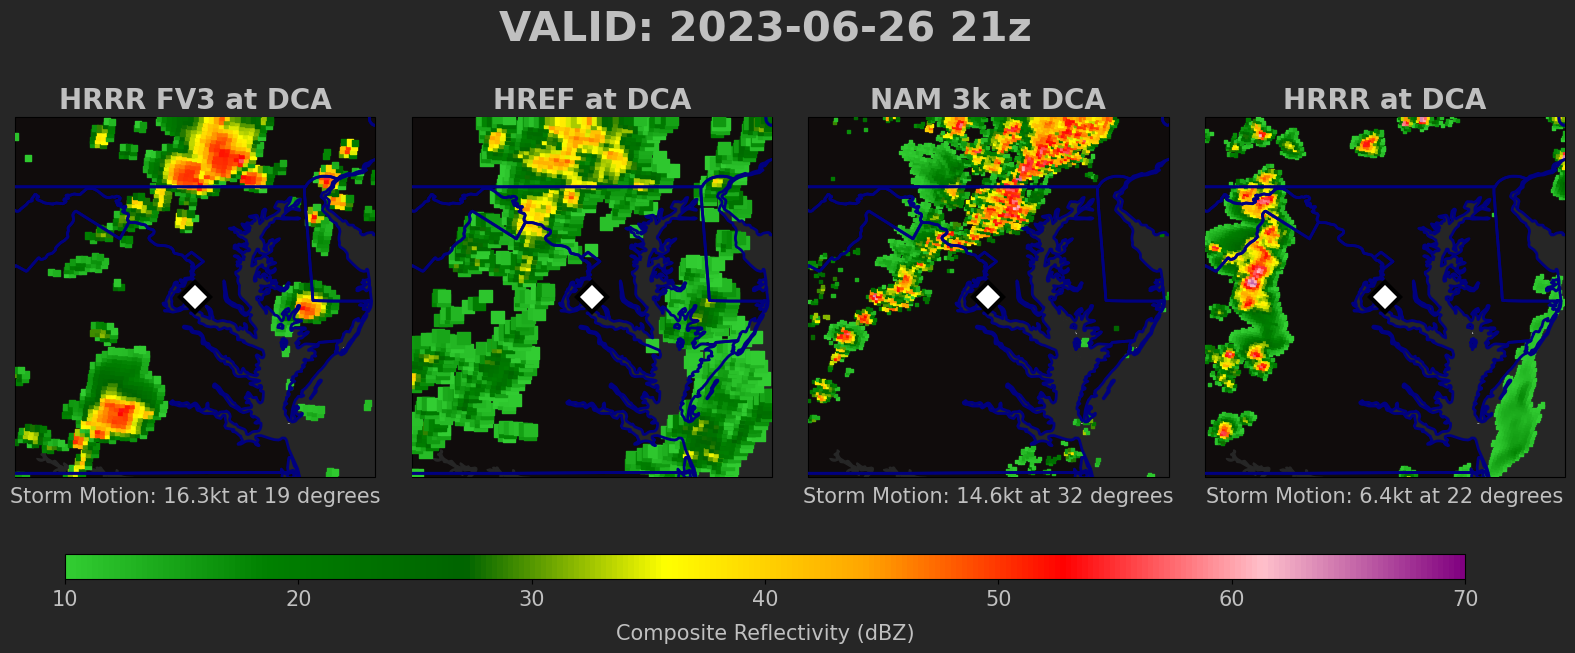 VALID: 2023-06-26 21z
HRRR FV3 at DCA
HREF at DCA
NAM 3k at DCA
HRRR at DCA
Storm Motion: 16.3kt at 19 degrees
Storm Motion: 14.6kt at 32 degrees
Storm Motion: 6.4kt at 22 degrees
10 20 30 40 50 60 70
Composite Reflectivity (dBZ)